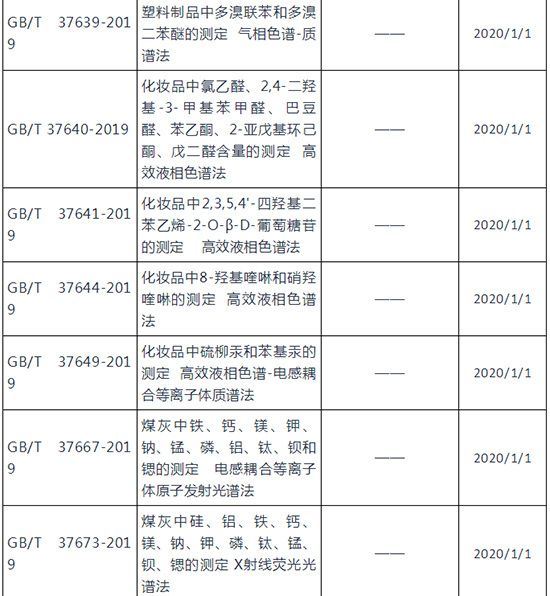 GB/T 37639-201
9
塑料制品中多溴联苯和多溴
二苯醚的测定 气相色谱-质
谱法
——
2020/1/1
GB/T 37640-2019
化妆品中氯乙醛、2,4-二羟
基-3-甲基苯甲醛、巴豆
醛、苯乙酮、2-亚戊基环己
酮、戊二醛含量的测定 高
效液相色谱法
——
2020/1/1
GB/T 37641-201
9
化妆品中2,3,5,4'-四羟基二
苯乙烯-2-O-β-D-葡萄糖苷
的测定 高效液相色谱法
——
2020/1/1
GB/T 37644-201
9
化妆品中8-羟基喹啉和硝羟
喹啉的测定 高效液相色谱
法
——
2020/1/1
GB/T 37649-201
9
化妆品中硫柳汞和苯基汞的
测定 高效液相色谱-电感耦
合等离子体质谱法
——
2020/1/1
GB/T 37667-201
9
煤灰中铁、钙、镁、钾、
钠、锰、磷、铝、钛、钡和
锶的测定 电感耦合等离子
体原子发射光谱法
——
2020/1/1
GB/T 37673-201
9
煤灰中硅、铝、铁、钙、
镁、钠、钾、磷、钛、锰、
钡、锶的测定 X射线荧光光
谱法
——
2020/1/1